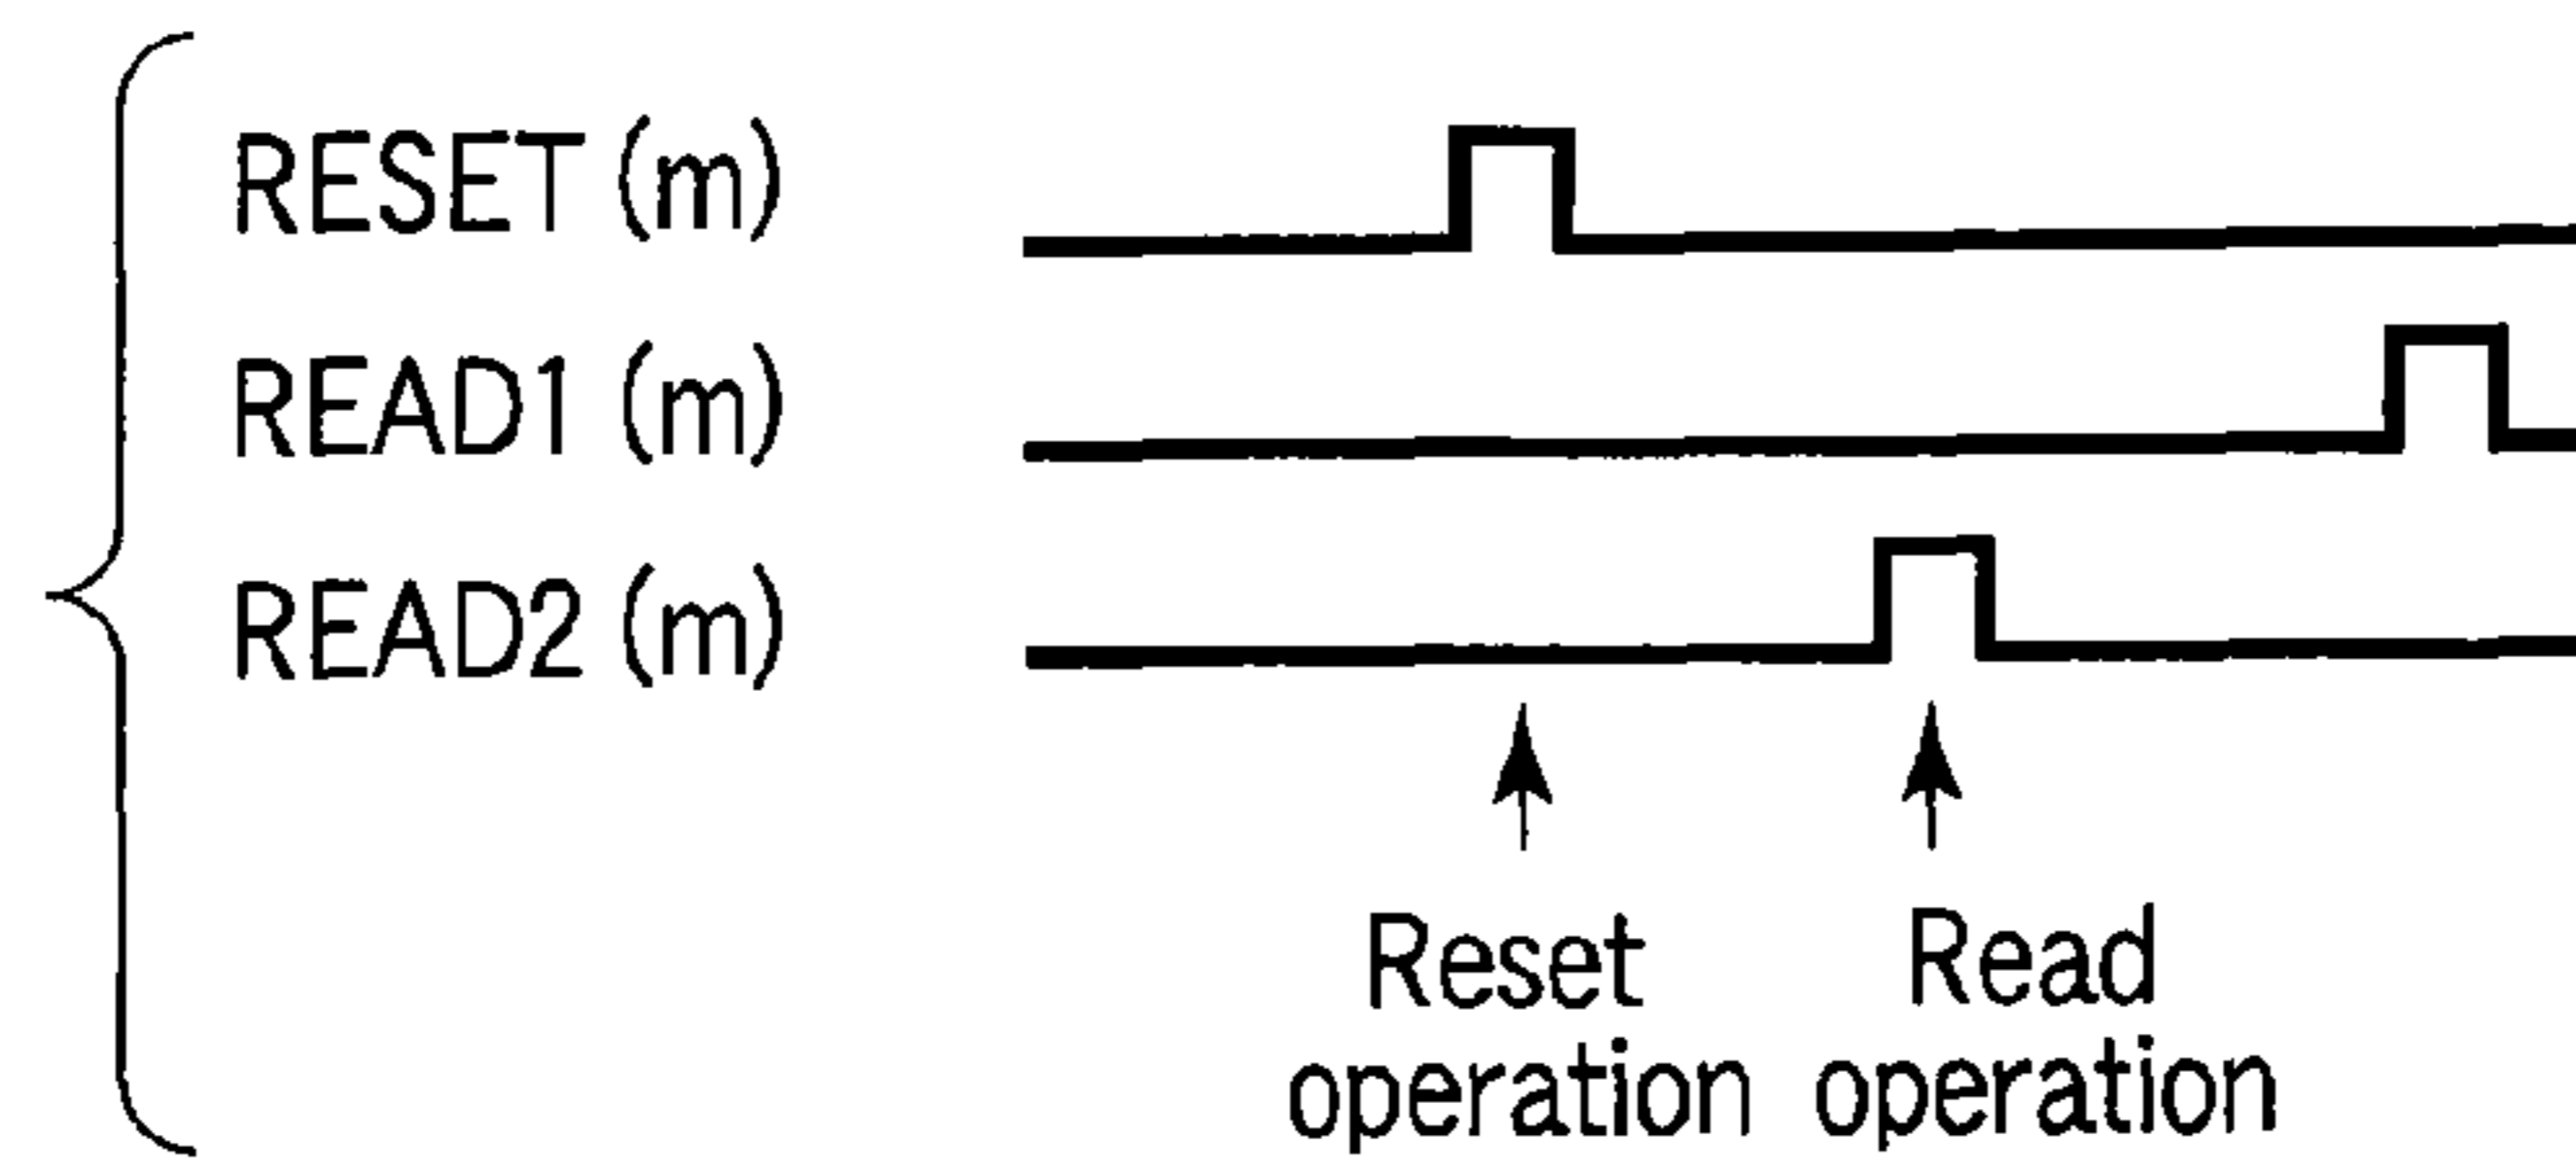 RESET (m)
READ1 (m)
READ2 (m)
Reset operation
Read operation